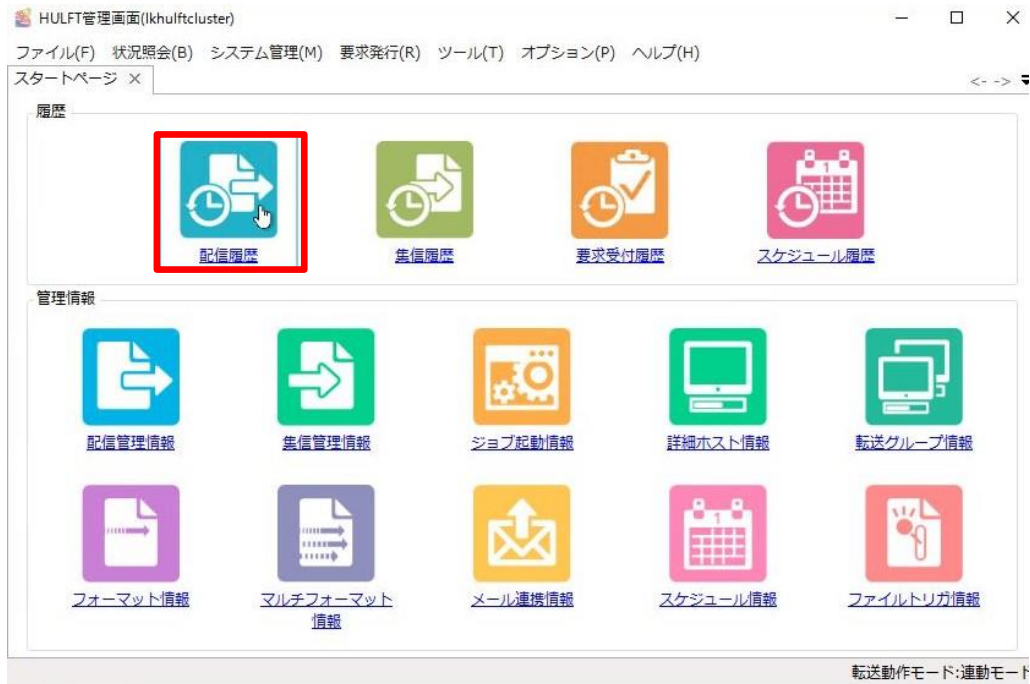 HULFT管理画面(lkhulftcluster)
ファイル(F) 状況照会(B) システム管理(M) 要求発行(R) ツール(T) オプション(P) ヘルプ(H)
スタートページ ×
<- ->
履歴
配信履歴 集信履歴 要求受付履歴 スケジュール履歴
管理情報
配信管理情報 集信管理情報 ジョブ起動情報 詳細ホスト情報 転送グループ情報
フォーマット情報 マルチフォーマット メール連携情報 スケジュール情報 ファイルトリガ情報
情報
転送動作モード:連動モード